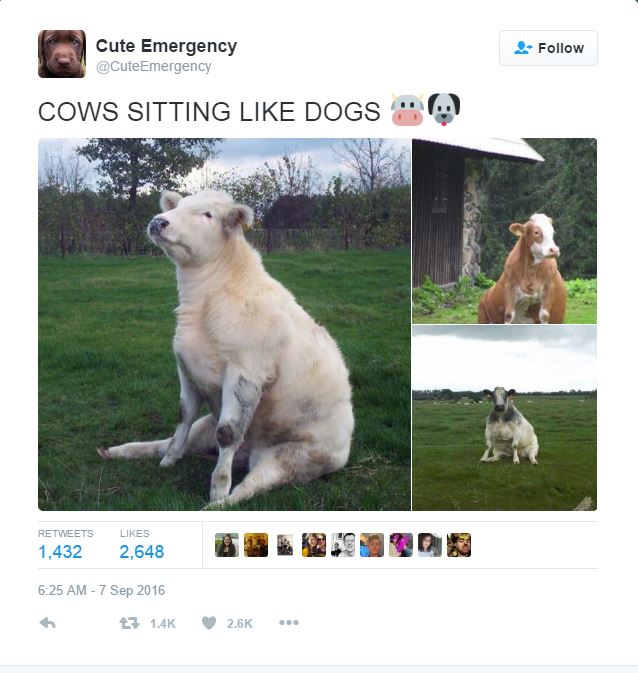 Cute Emergency
@CuteEmergency
Follow
COWS SITTING LIKE DOGS 🐮🐶
RETWEETS LIKES
1,432 2,648
6:25 AM - 7 Sep 2016
1.4K 2.6K